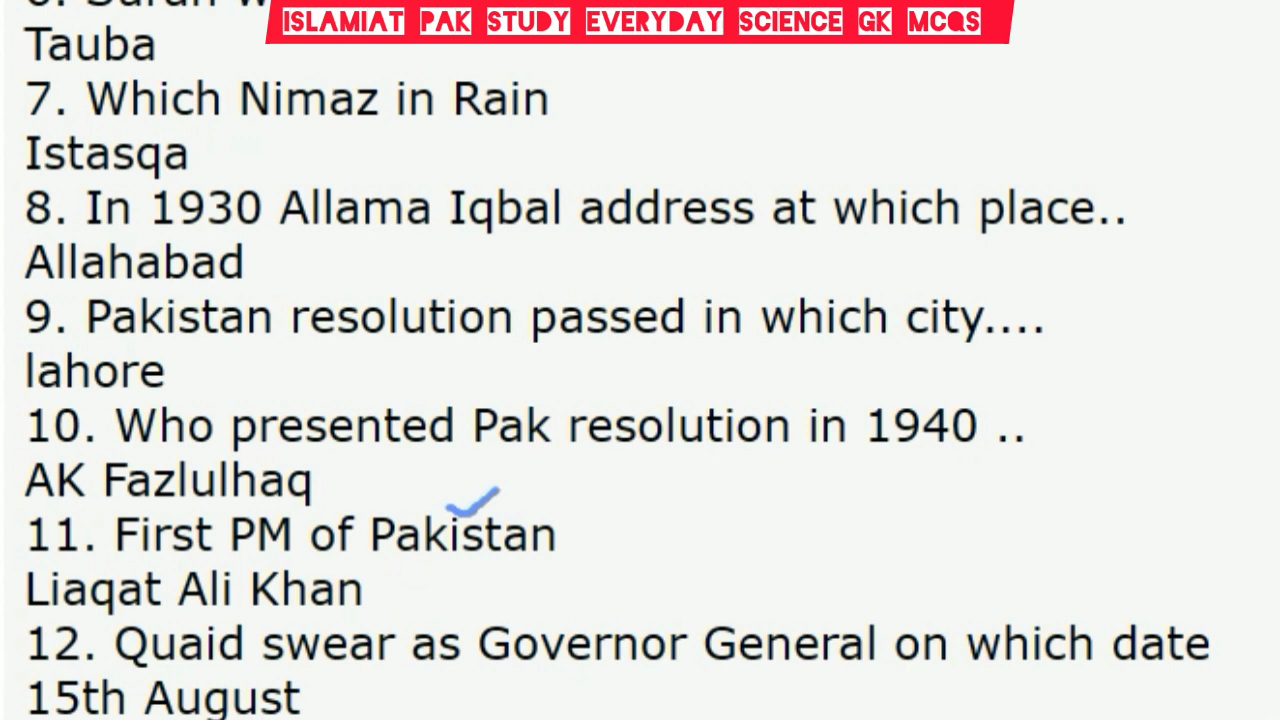 ISLAMIAT PAK STUDY EVERYDAY SCIENCE GK MCQS
Tauba
7. Which Nimaz in Rain
Istasqa
8. In 1930 Allama Iqbal address at which place..
Allahabad
9. Pakistan resolution passed in which city....
lahore
10. Who presented Pak resolution in 1940 ..
AK Fazlulhaq
11. First PM of Pakistan
Liaqat Ali Khan
12. Quaid swear as Governor General on which date
15th August